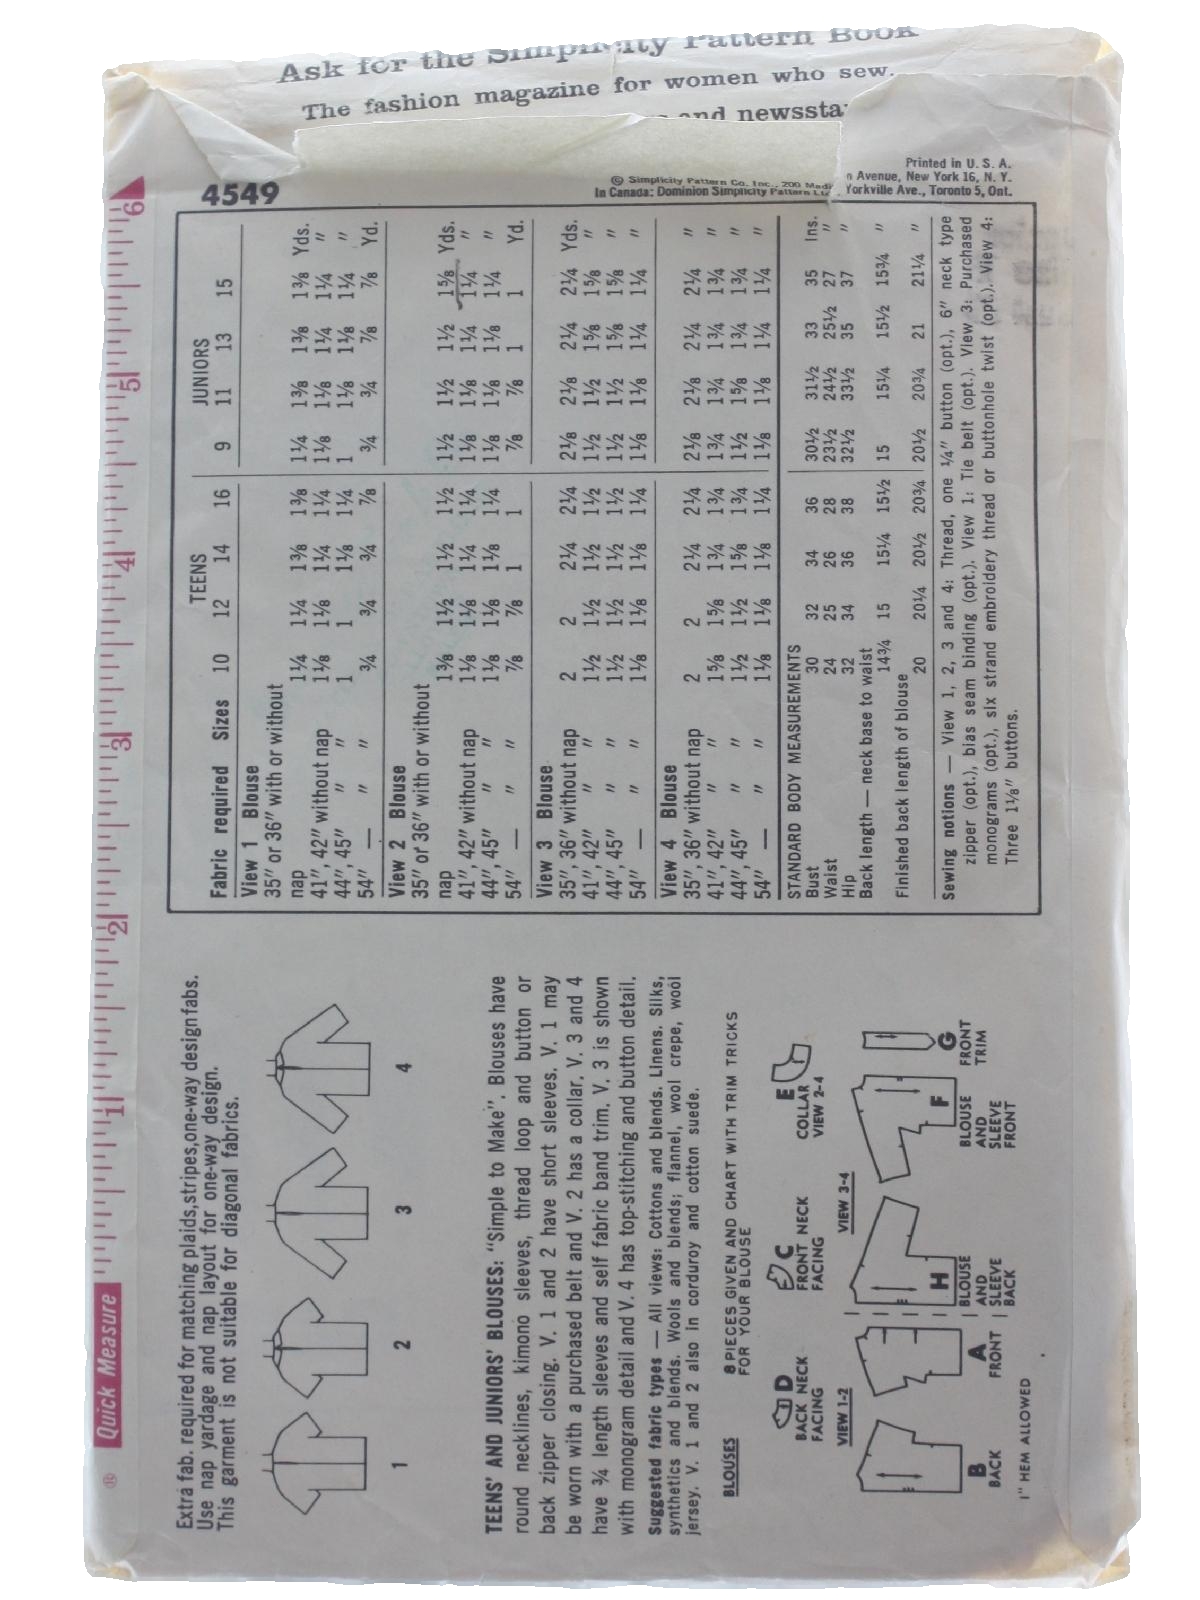 Ask for the Simplicity Pattern Book
The fashion magazine for women who sew.
and newssta
4549
Printed in U. S. A.
© Simplicity Pattern Co. Inc., 200 Madi n Avenue, New York 16, N. Y.
In Canada: Dominion Simplicity Pattern Yorkville Ave., Toronto 5, Ont.
® Quick Measure 1 2 3 4 5 6
Extra fab. required for matching plaids, stripes, one-way design fabs.
Use nap yardage and nap layout for one-way design.
This garment is not suitable for diagonal fabrics.
1 2 3 4
TEENS' AND JUNIORS' BLOUSES: "Simple to Make". Blouses have
round necklines, kimono sleeves, thread loop and button or
back zipper closing. V. 1 and 2 have short sleeves. V. 1 may
be worn with a purchased belt and V. 2 has a collar. V. 3 and 4
have ¾ length sleeves and self fabric band trim. V. 3 is shown
with monogram detail and V. 4 has top-stitching and button detail.
Suggested fabric types — All views: Cottons and blends. Linens. Silks,
synthetics and blends. Wools and blends; flannel, wool crepe, wool
jersey. V. 1 and 2 also in corduroy and cotton suede.
BLOUSES
8 PIECES GIVEN AND CHART WITH TRIM TRICKS
FOR YOUR BLOUSE
D
BACK NECK
FACING
C
FRONT NECK
FACING
E
COLLAR
VIEW 2-4
VIEW 1-2
VIEW 3-4
B
BACK
A
FRONT
H
BLOUSE
AND
SLEEVE
BACK
F
BLOUSE
AND
SLEEVE
FRONT
G
FRONT
TRIM
1" HEM ALLOWED
TEENS JUNIORS
Fabric required Sizes 10 12 14 16 9 11 13 15
View 1 Blouse
35" or 36" with or without
nap 1¼ 1¼ 1⅜ 1⅜ 1¼ 1⅜ 1⅜ 1⅜ Yds.
41", 42" without nap 1⅛ 1⅛ 1¼ 1¼ 1⅛ 1⅛ 1¼ 1¼ "
44", 45" " " 1 1 1⅛ 1¼ 1 1⅛ 1⅛ 1¼ "
54" — " ¾ ¾ ¾ ⅞ ¾ ¾ ⅞ ⅞ Yd.
View 2 Blouse
35" or 36" with or without
nap 1⅜ 1½ 1½ 1½ 1½ 1½ 1½ 1⅝ Yds.
41", 42" without nap 1⅛ 1⅛ 1¼ 1¼ 1⅛ 1⅛ 1¼ 1¼ "
44", 45" " " 1⅛ 1⅛ 1⅛ 1¼ 1⅛ 1⅛ 1⅛ 1¼ "
54" — " ⅞ ⅞ 1 1 ⅞ ⅞ 1 1 Yd.
View 3 Blouse
35", 36" without nap 2 2 2¼ 2¼ 2⅛ 2⅛ 2¼ 2¼ Yds.
41", 42" " 1½ 1½ 1½ 1½ 1½ 1½ 1⅝ 1⅝ "
44", 45" " 1½ 1½ 1½ 1½ 1½ 1½ 1⅝ 1⅝ "
54" — " 1⅛ 1⅛ 1⅛ 1¼ 1⅛ 1⅛ 1¼ 1¼ "
View 4 Blouse
35", 36" without nap 2 2 2¼ 2¼ 2⅛ 2⅛ 2¼ 2¼ "
41", 42" " 1⅝ 1⅝ 1¾ 1¾ 1¾ 1¾ 1¾ 1¾ "
44", 45" " 1½ 1½ 1⅝ 1¾ 1½ 1⅝ 1¾ 1¾ "
54" — " 1⅛ 1⅛ 1⅛ 1¼ 1⅛ 1⅛ 1¼ 1¼ "
STANDARD BODY MEASUREMENTS
Bust 30 32 34 36 30½ 31½ 33 35 Ins.
Waist 24 25 26 28 23½ 24½ 25½ 27 "
Hip 32 34 36 38 32½ 33½ 35 37 "
Back length — neck base to waist
14¾ 15 15¼ 15½ 15 15¼ 15½ 15¾ "
Finished back length of blouse
20 20¼ 20½ 20¾ 20½ 20¾ 21 21¼ "
Sewing notions — View 1, 2, 3 and 4: Thread, one ¼" button (opt.), 6" neck type
zipper (opt.), bias seam binding (opt.). View 1: Tie belt (opt.). View 3: Purchased
monograms (opt.), six strand embroidery thread or buttonhole twist (opt.). View 4:
Three 1⅛" buttons.